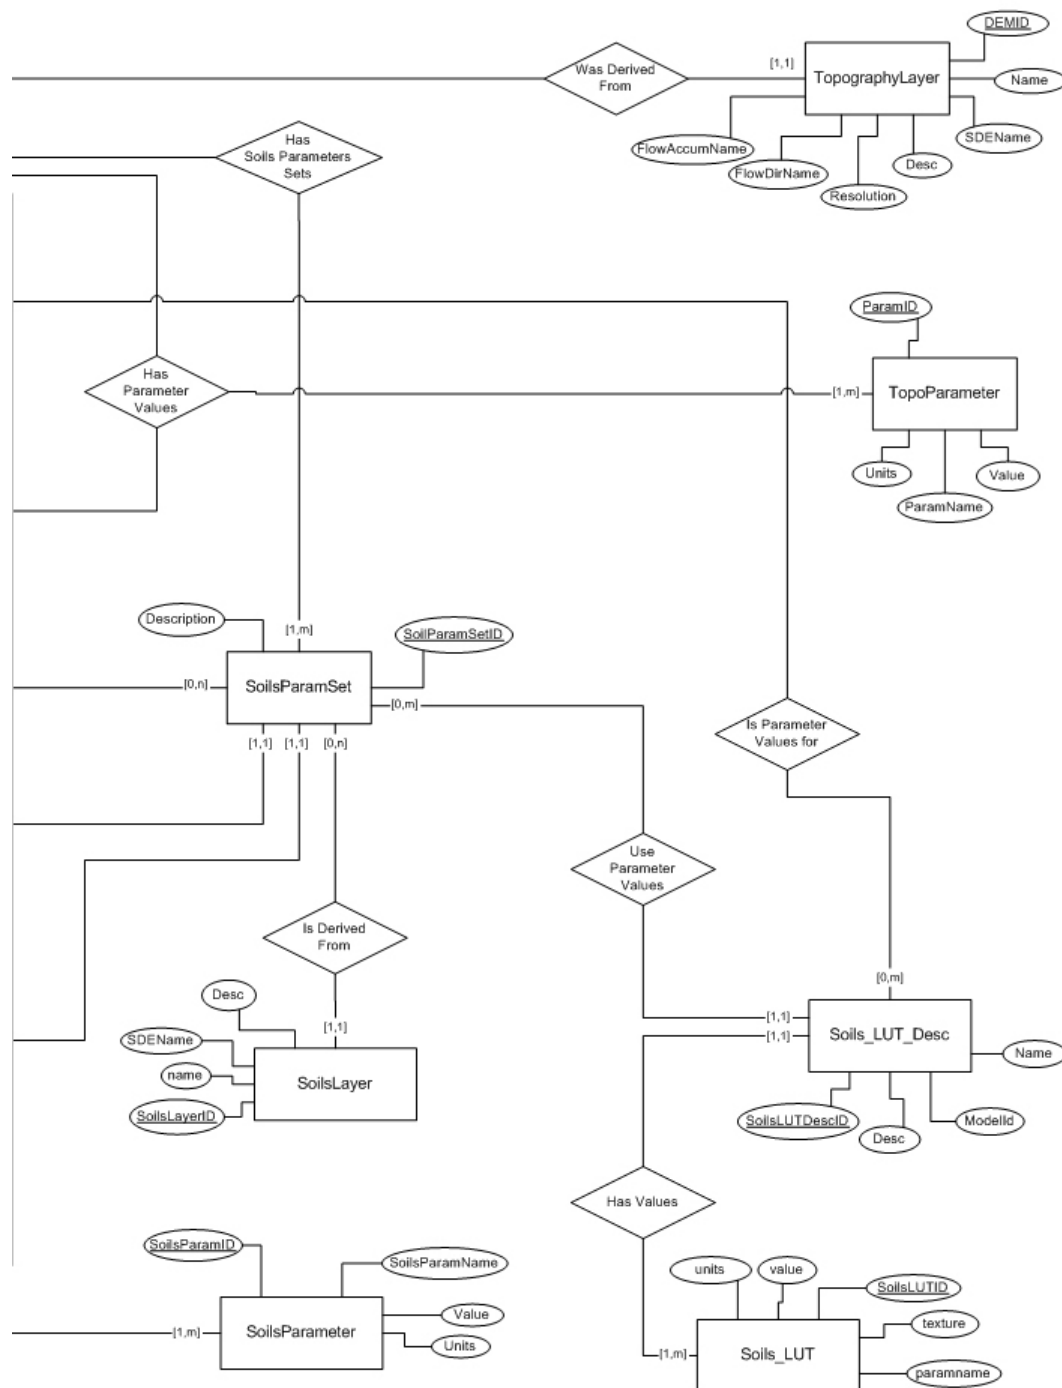 DEMID
Was Derived
From
[1,1]
TopographyLayer
Name
Has
Soils Parameters
Sets
FlowAccumName
FlowDirName
Resolution
Desc
SDEName
ParamID
Has
Parameter
Values
[1,m]
TopoParameter
Units
ParamName
Value
Description
[1,m]
SoilParamSetID
[0,n]
SoilsParamSet
[0,m]
[1,1]
[1,1]
[0,n]
Is Parameter
Values for
Use
Parameter
Values
Is Derived
From
[0,m]
Desc
[1,1]
[1,1]
[1,1]
Soils_LUT_Desc
Name
SDEName
name
SoilsLayerID
SoilsLayer
SoilsLUTDescID
Desc
ModelId
Has Values
SoilsParamID
SoilsParamName
units
value
SoilsLUTID
Value
Units
[1,m]
SoilsParameter
texture
[1,m]
Soils_LUT
paramname